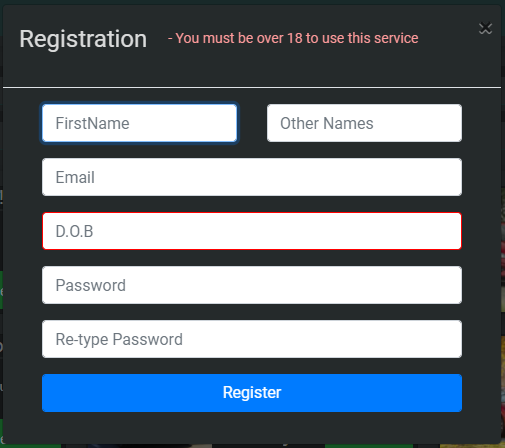 Registration - You must be over 18 to use this service ×
FirstName Other Names
Email
D.O.B
Password
Re-type Password
Register